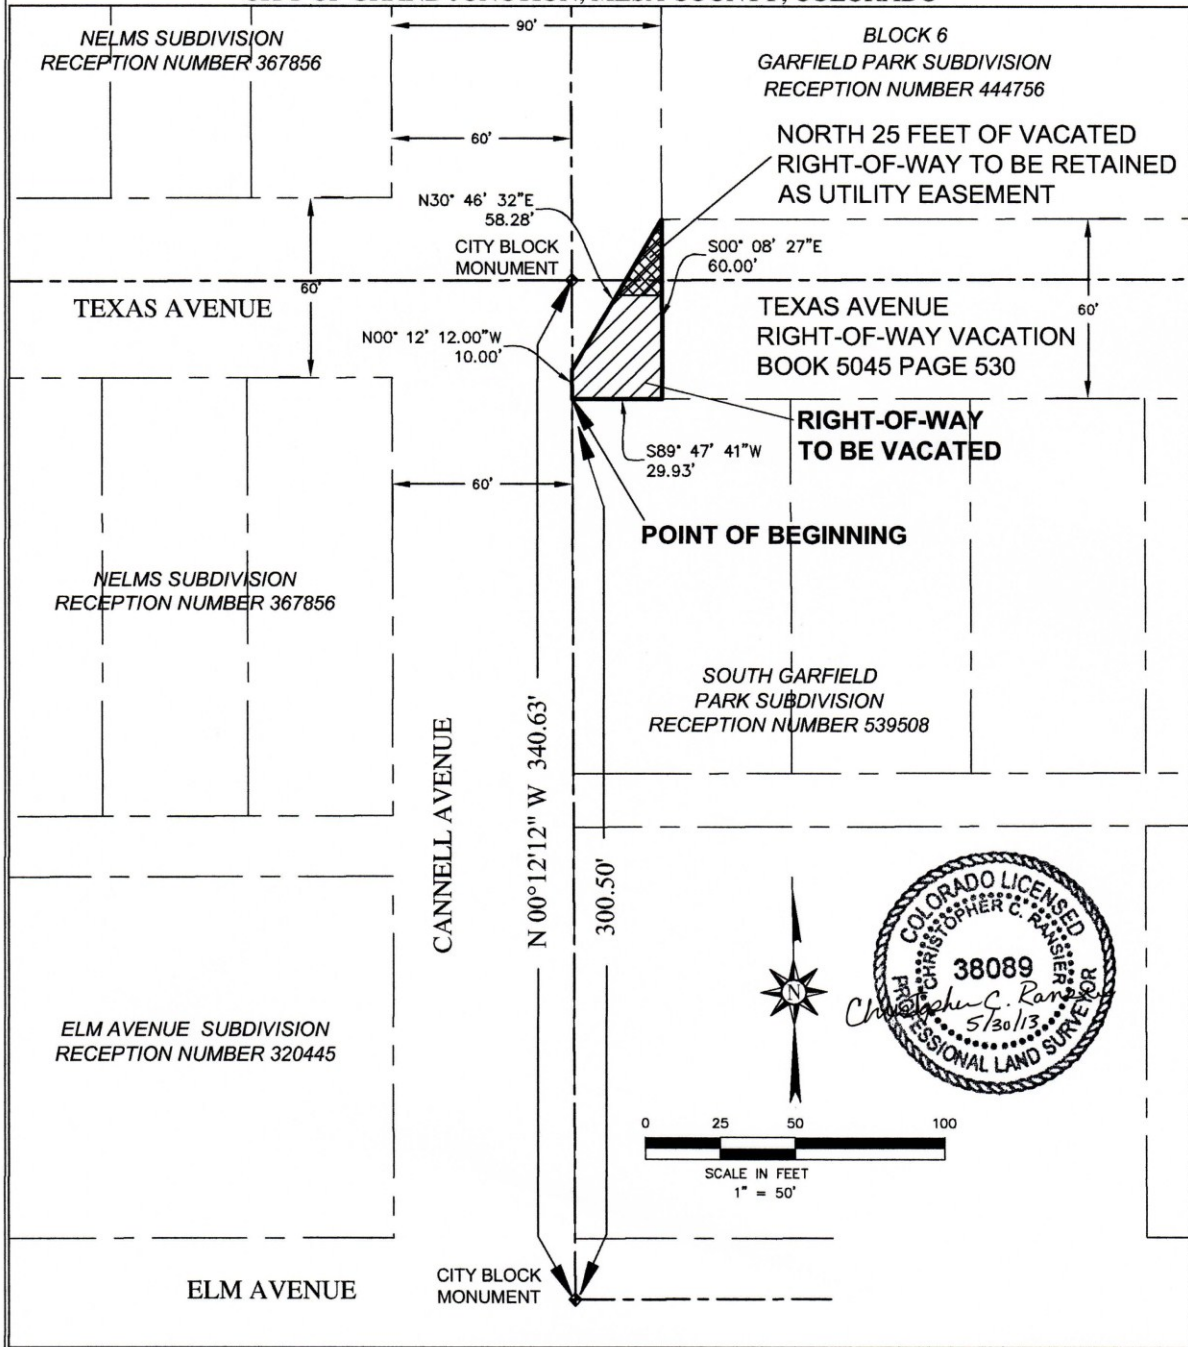 90'
NELMS SUBDIVISION
RECEPTION NUMBER 367856
BLOCK 6
GARFIELD PARK SUBDIVISION
RECEPTION NUMBER 444756
60'
NORTH 25 FEET OF VACATED
RIGHT-OF-WAY TO BE RETAINED
AS UTILITY EASEMENT
N30° 46' 32"E
58.28'
CITY BLOCK
MONUMENT
S00° 08' 27"E
60.00'
60'
TEXAS AVENUE
TEXAS AVENUE
RIGHT-OF-WAY VACATION
BOOK 5045 PAGE 530
60'
N00° 12' 12.00"W
10.00'
RIGHT-OF-WAY
TO BE VACATED
S89° 47' 41"W
29.93'
60'
POINT OF BEGINNING
NELMS SUBDIVISION
RECEPTION NUMBER 367856
SOUTH GARFIELD
PARK SUBDIVISION
RECEPTION NUMBER 539508
CANNELL AVENUE
N 00°12'12" W 340.63'
300.50'
ELM AVENUE SUBDIVISION
RECEPTION NUMBER 320445
N
COLORADO LICENSED
CHRISTOPHER C. RANSIER
38089
Christopher C. Ransier
5/30/13
PROFESSIONAL LAND SURVEYOR
0 25 50 100
SCALE IN FEET
1" = 50'
ELM AVENUE
CITY BLOCK
MONUMENT